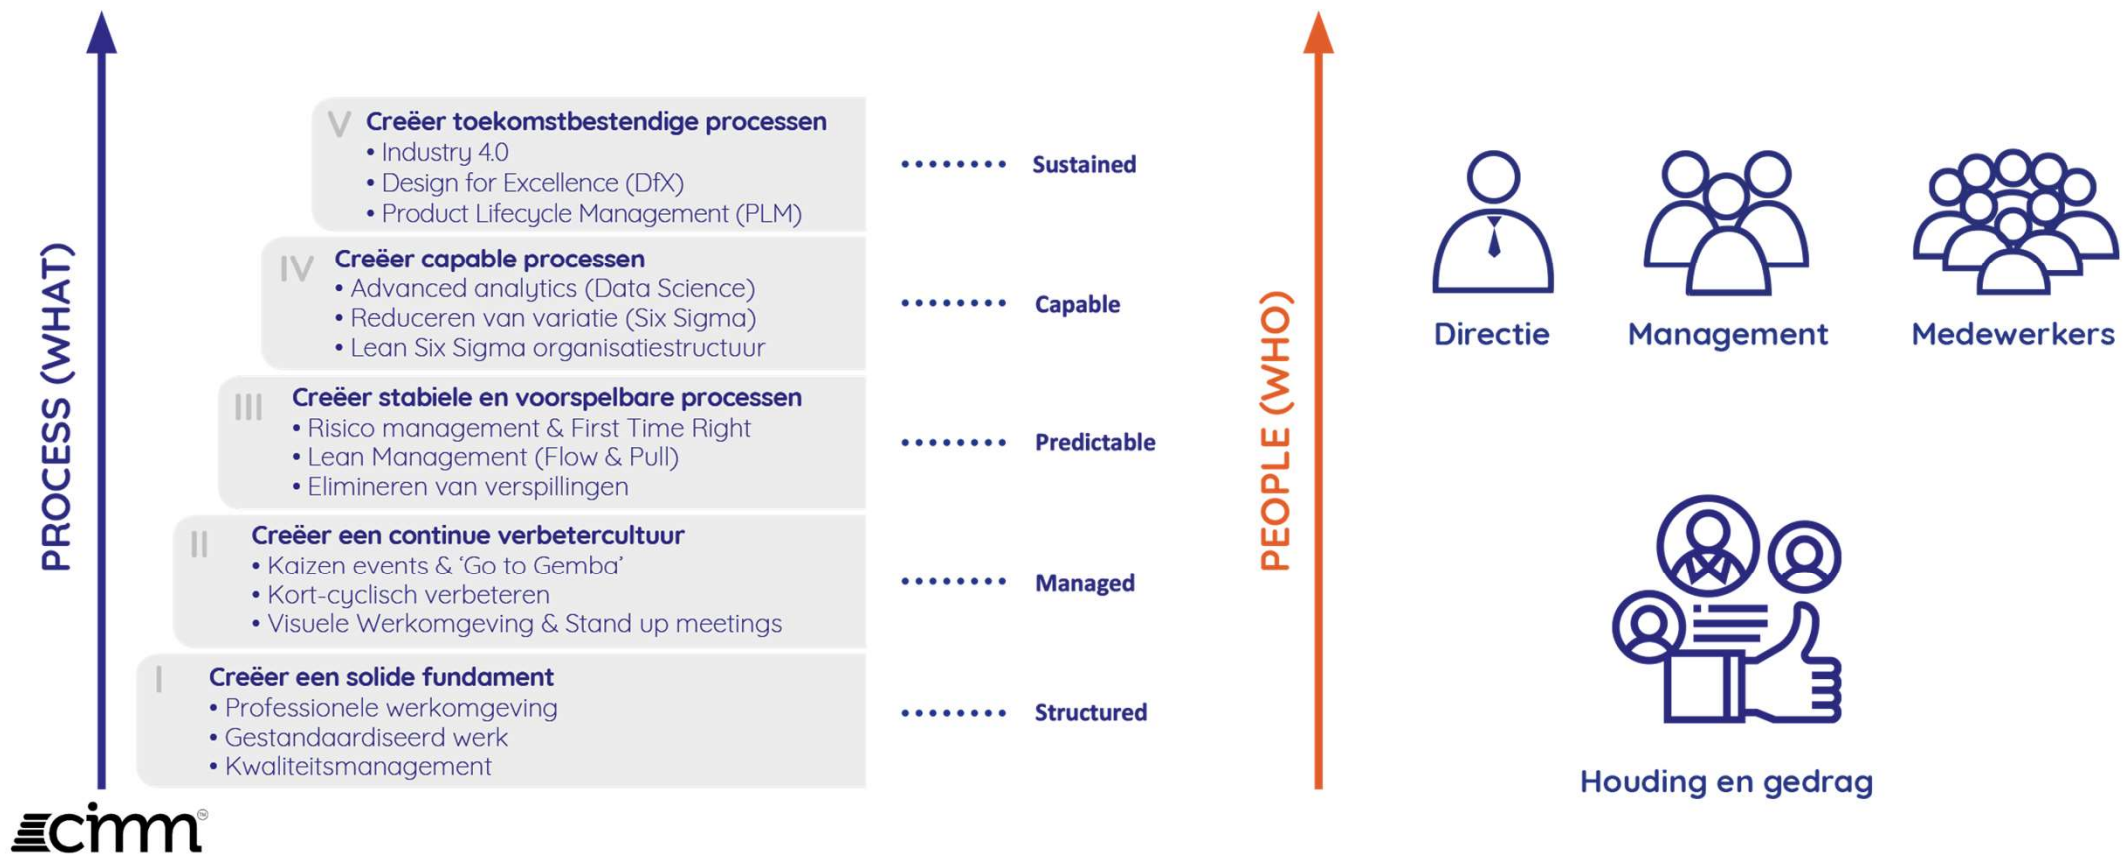 PROCESS (WHAT)
V Creëer toekomstbestendige processen
• Industry 4.0
• Design for Excellence (DfX)
• Product Lifecycle Management (PLM)
Sustained
IV Creëer capable processen
• Advanced analytics (Data Science)
• Reduceren van variatie (Six Sigma)
• Lean Six Sigma organisatiestructuur
Capable
III Creëer stabiele en voorspelbare processen
• Risico management & First Time Right
• Lean Management (Flow & Pull)
• Elimineren van verspillingen
Predictable
II Creëer een continue verbetercultuur
• Kaizen events & ‘Go to Gemba’
• Kort-cyclisch verbeteren
• Visuele Werkomgeving & Stand up meetings
Managed
I Creëer een solide fundament
• Professionele werkomgeving
• Gestandaardiseerd werk
• Kwaliteitsmanagement
Structured
cimm™
PEOPLE (WHO)
Directie
Management
Medewerkers
Houding en gedrag